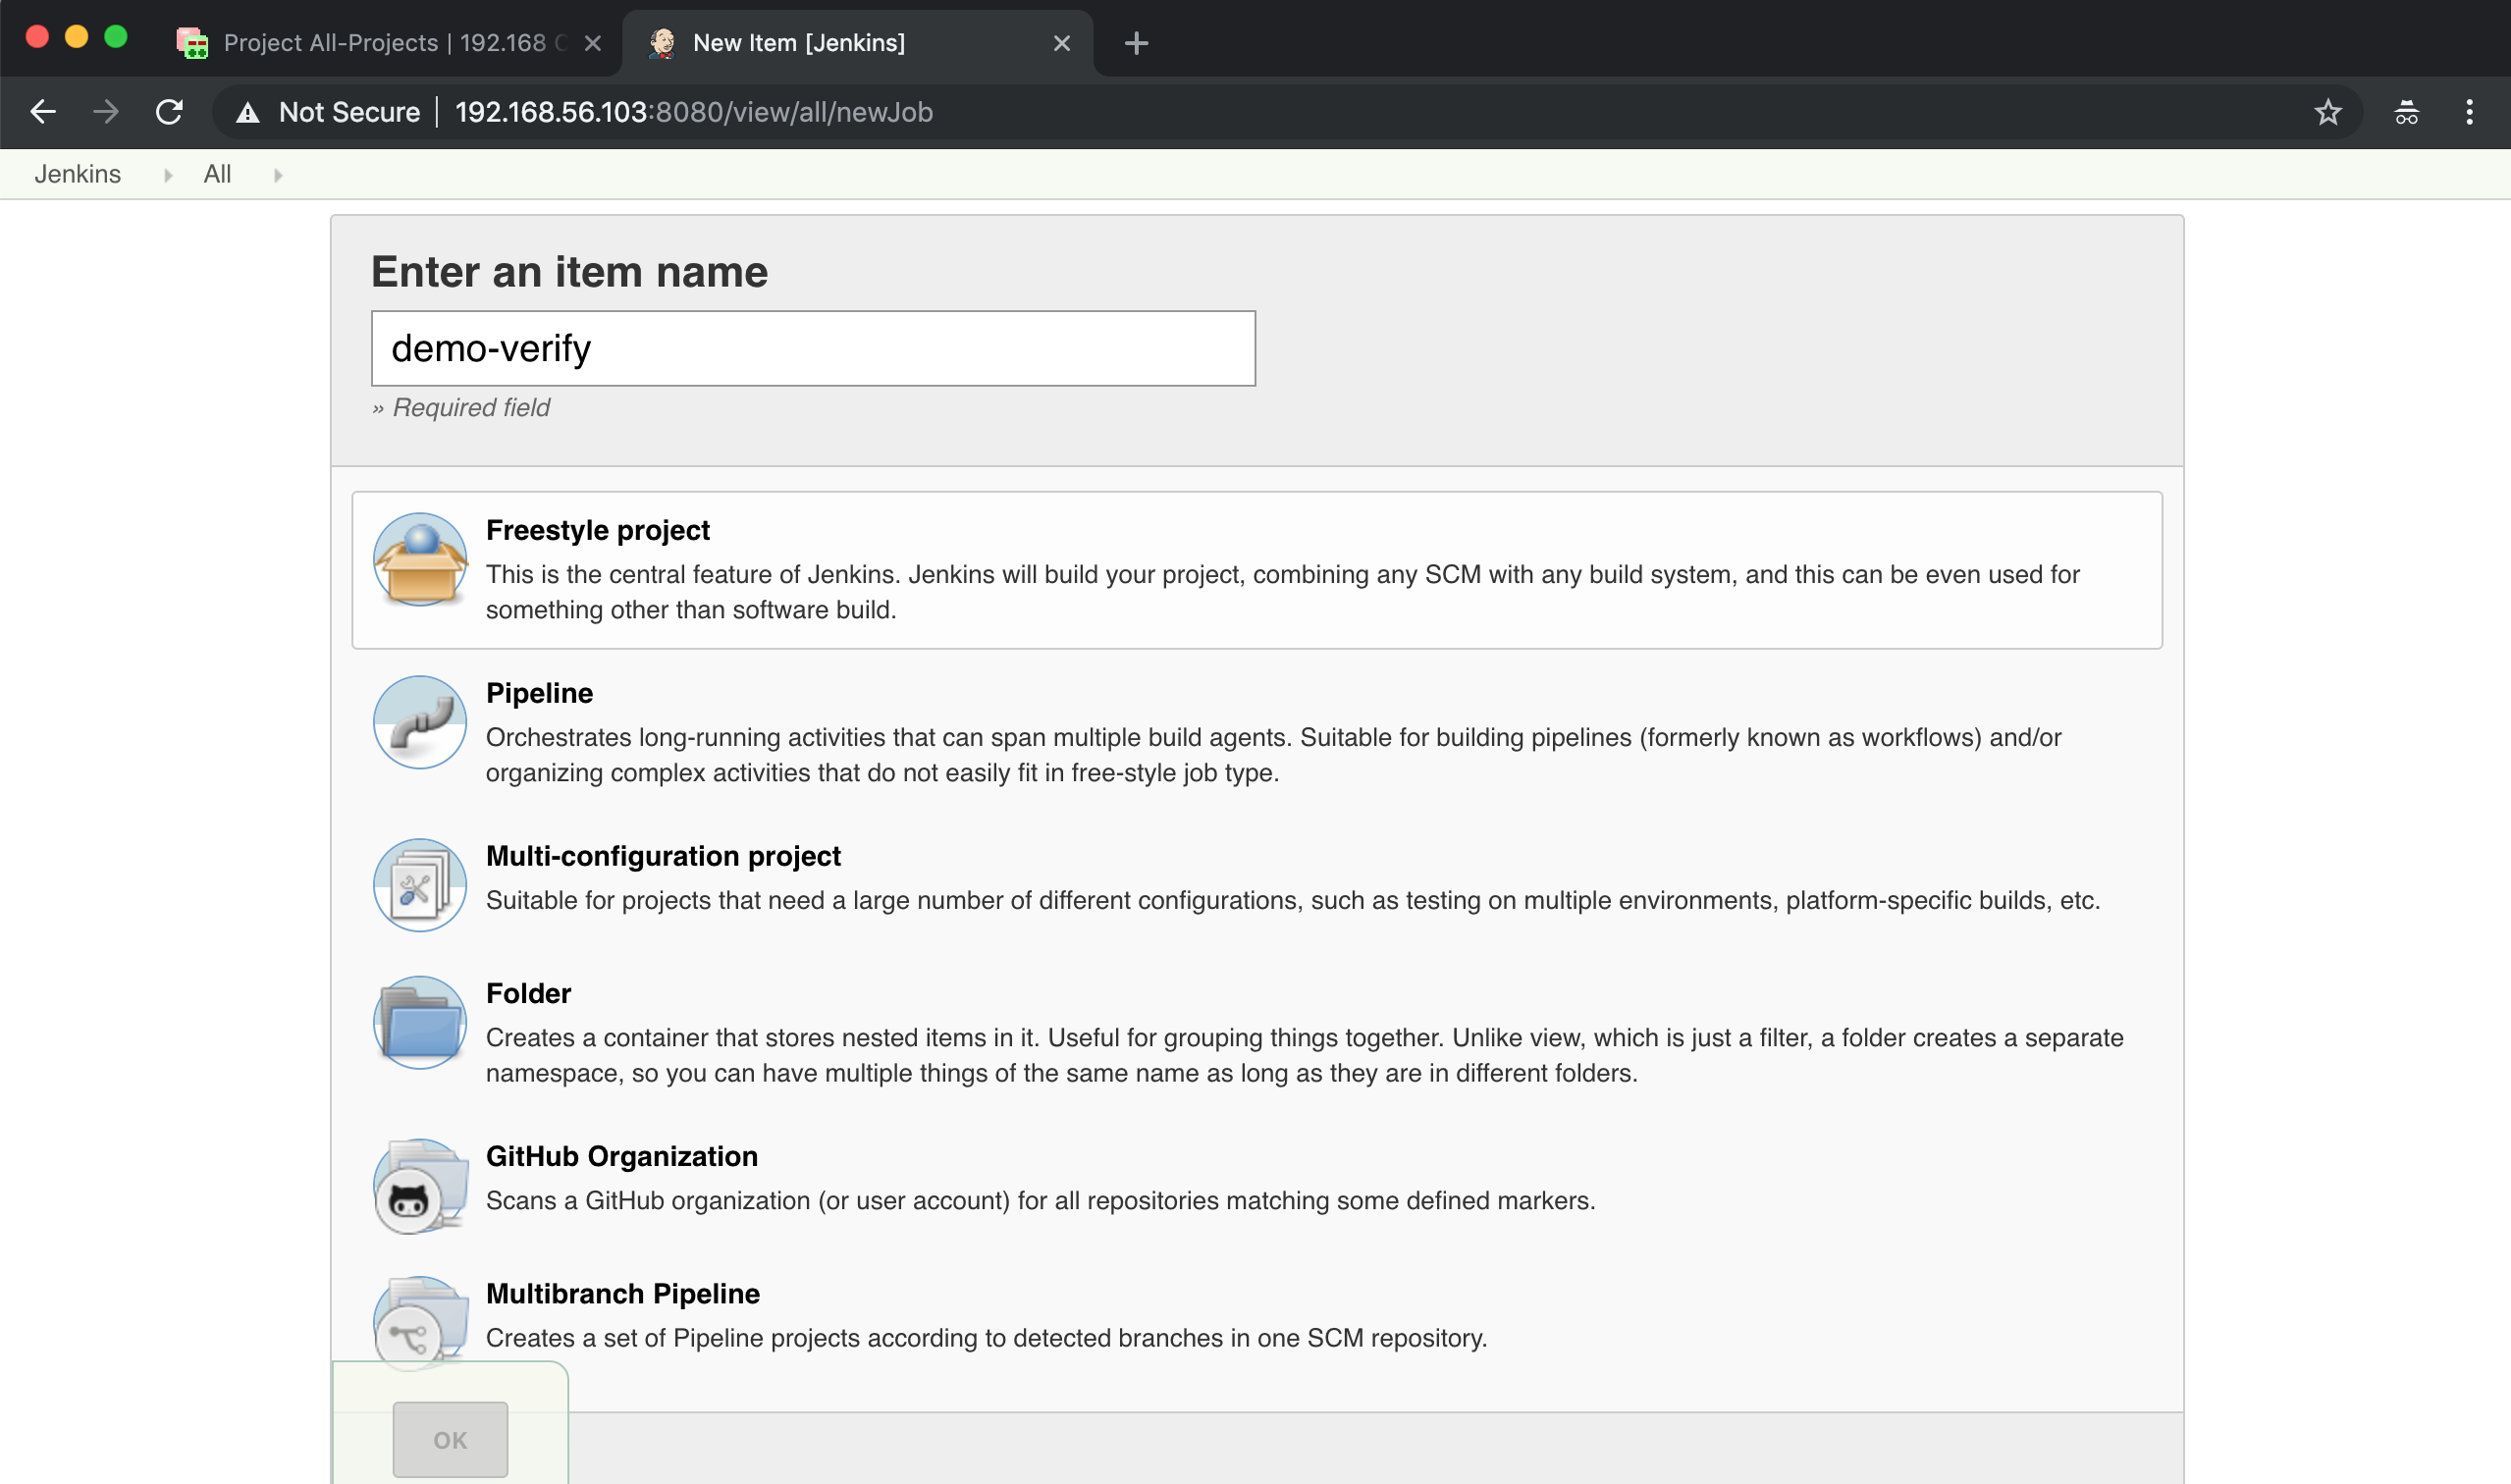 Project All-Projects | 192.168 C
New Item [Jenkins]
Not Secure | 192.168.56.103:8080/view/all/newJob
Jenkins All
Enter an item name
demo-verify
» Required field
Freestyle project
This is the central feature of Jenkins. Jenkins will build your project, combining any SCM with any build system, and this can be even used for
something other than software build.
Pipeline
Orchestrates long-running activities that can span multiple build agents. Suitable for building pipelines (formerly known as workflows) and/or
organizing complex activities that do not easily fit in free-style job type.
Multi-configuration project
Suitable for projects that need a large number of different configurations, such as testing on multiple environments, platform-specific builds, etc.
Folder
Creates a container that stores nested items in it. Useful for grouping things together. Unlike view, which is just a filter, a folder creates a separate
namespace, so you can have multiple things of the same name as long as they are in different folders.
GitHub Organization
Scans a GitHub organization (or user account) for all repositories matching some defined markers.
Multibranch Pipeline
Creates a set of Pipeline projects according to detected branches in one SCM repository.
OK